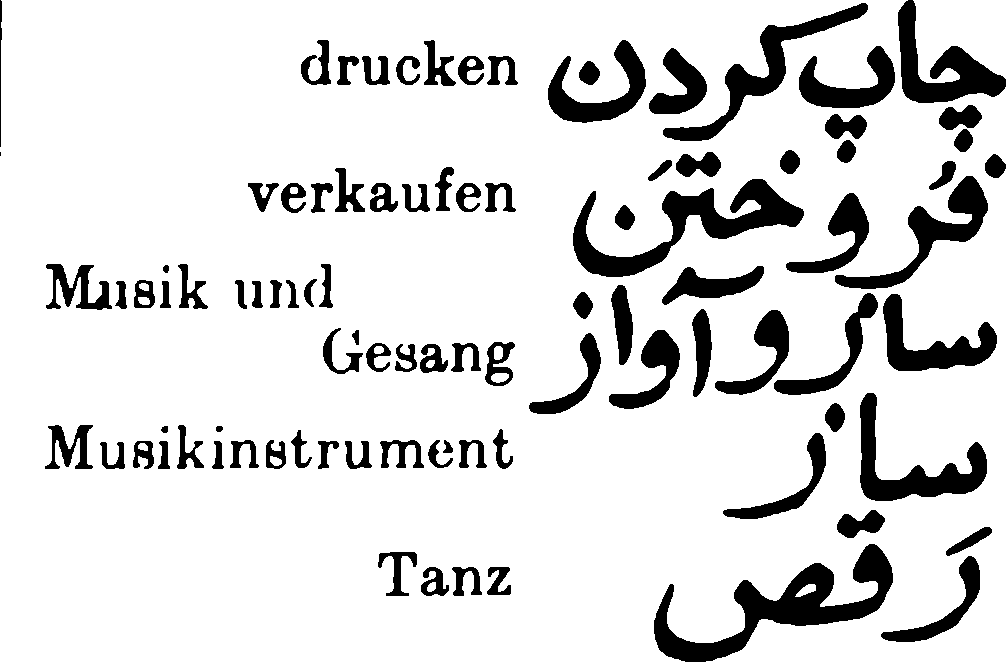 drucken چاپ کردن
verkaufen فُروختَن
Musik und
Gesang ساز و آواز
Musikinstrument ساز
Tanz رَقص